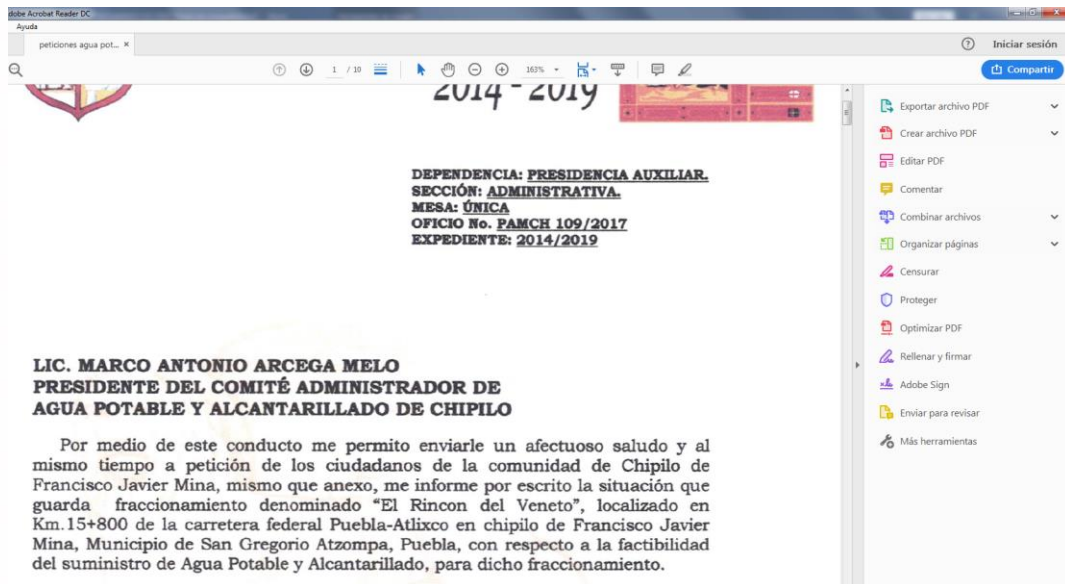 dobe Acrobat Reader DC
Ayuda
peticiones agua pot... ×
Iniciar sesión
1 / 10
163%
Compartir
2014 - 2019
Exportar archivo PDF
Crear archivo PDF
Editar PDF
Comentar
Combinar archivos
Organizar páginas
Censurar
Proteger
Optimizar PDF
Rellenar y firmar
Adobe Sign
Enviar para revisar
Más herramientas
DEPENDENCIA: PRESIDENCIA AUXILIAR.
SECCIÓN: ADMINISTRATIVA.
MESA: ÚNICA
OFICIO No. PAMCH 109/2017
EXPEDIENTE: 2014/2019
LIC. MARCO ANTONIO ARCEGA MELO
PRESIDENTE DEL COMITÉ ADMINISTRADOR DE
AGUA POTABLE Y ALCANTARILLADO DE CHIPILO
Por medio de este conducto me permito enviarle un afectuoso saludo y al
mismo tiempo a petición de los ciudadanos de la comunidad de Chipilo de
Francisco Javier Mina, mismo que anexo, me informe por escrito la situación que
guarda fraccionamiento denominado “El Rincon del Veneto”, localizado en
Km.15+800 de la carretera federal Puebla-Atlixco en chipilo de Francisco Javier
Mina, Municipio de San Gregorio Atzompa, Puebla, con respecto a la factibilidad
del suministro de Agua Potable y Alcantarillado, para dicho fraccionamiento.